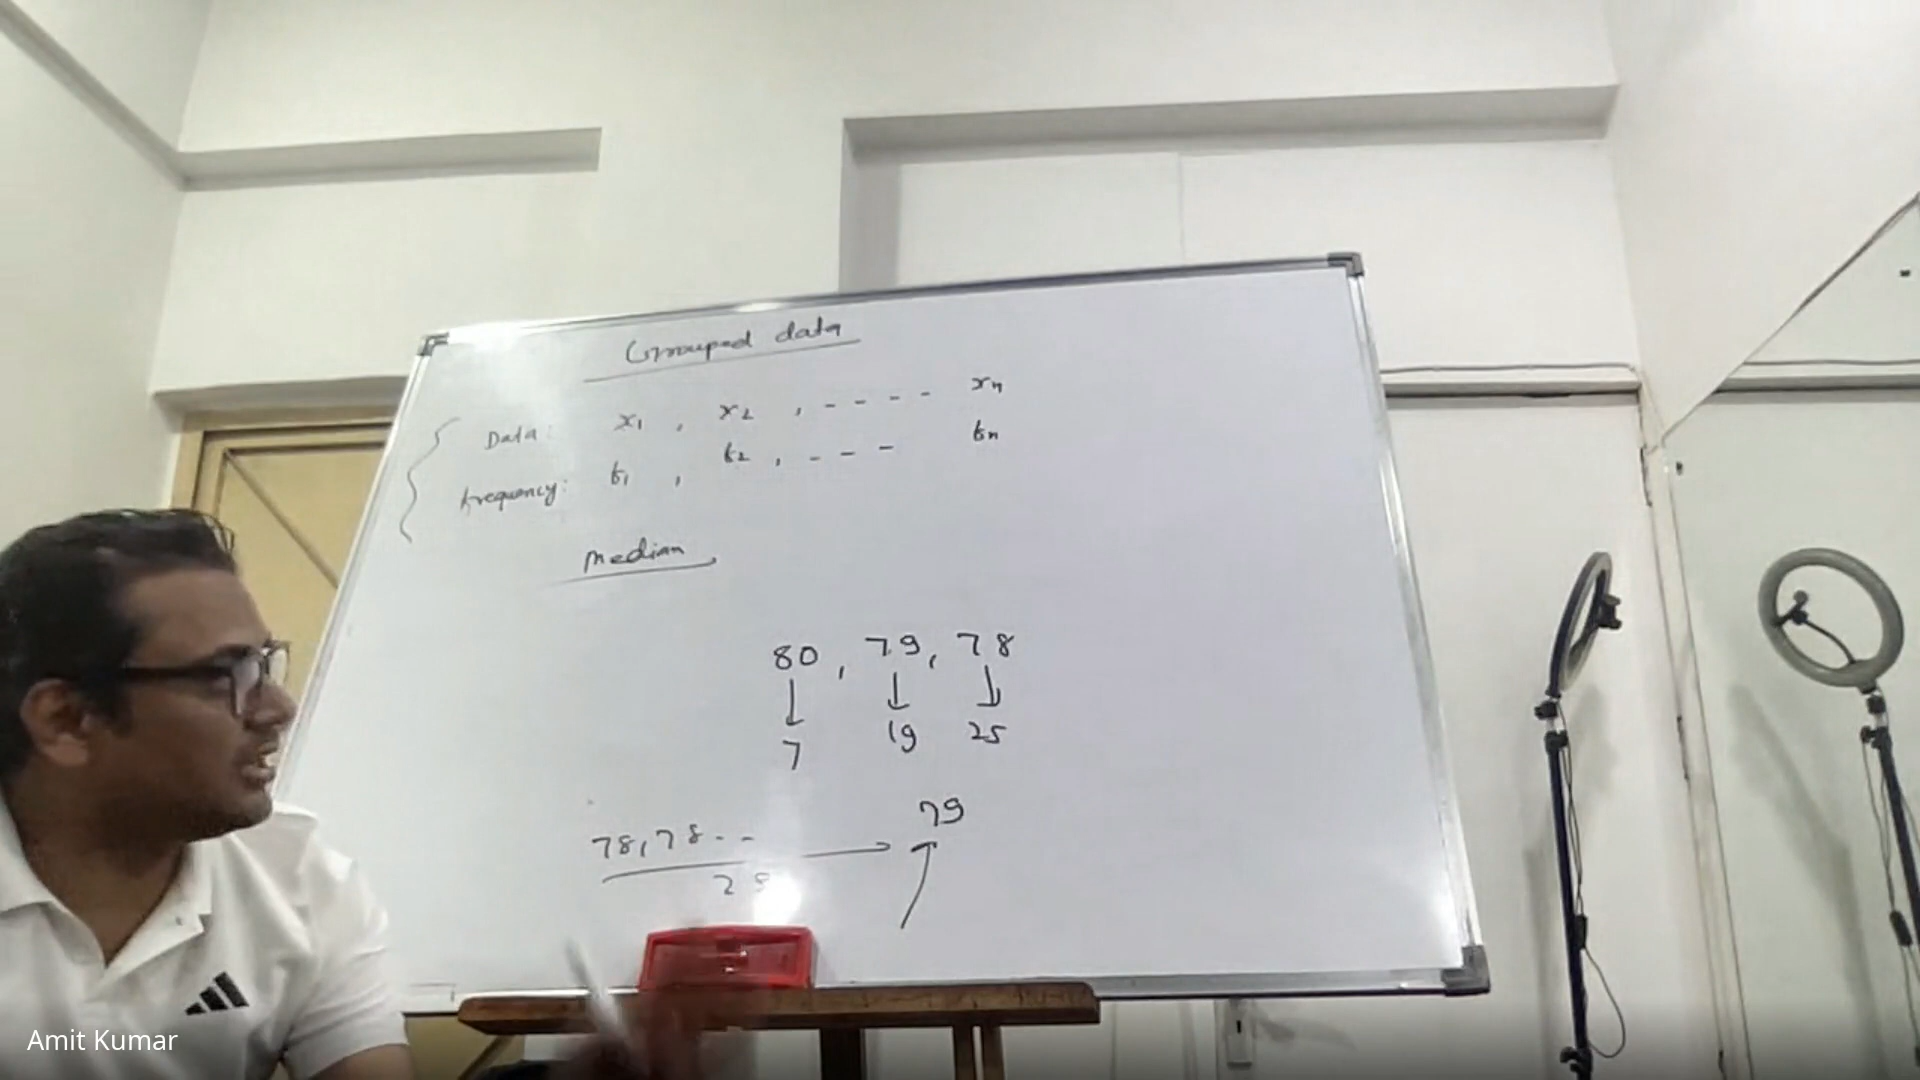 Grouped data
Data: x₁ , x₂ , - - - - xₙ
frequency: f₁ , f₂ , - - - fₙ
Median
80 , 79 , 78
↓ ↓ ↓
7 19 25
79
78, 78 - -
Amit Kumar